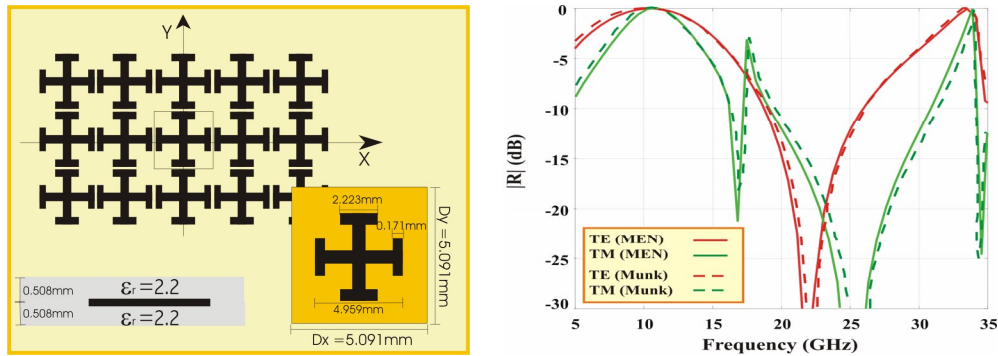 Y
X
2.223mm
0.171mm
4.959mm
Dx =5.091mm
Dy =5.091mm
0.508mm
0.508mm
εr =2.2
εr =2.2
|R| (dB)
0
-5
-10
-15
-20
-25
-30
TE (MEN)
TM (MEN)
TE (Munk)
TM (Munk)
5 10 15 20 25 30 35
Frequency (GHz)